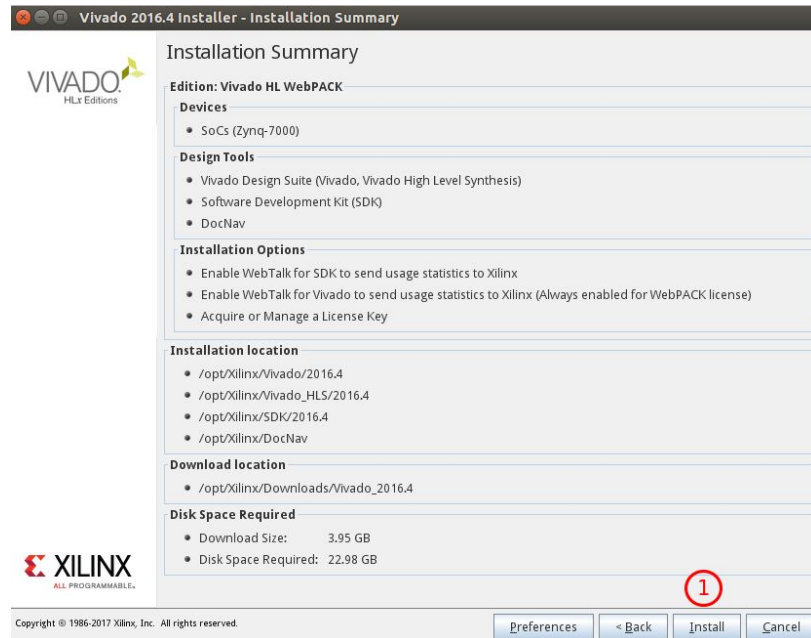 Vivado 2016.4 Installer - Installation Summary
VIVADO.
HLx Editions
Installation Summary
Edition: Vivado HL WebPACK
Devices
SoCs (Zynq-7000)
Design Tools
Vivado Design Suite (Vivado, Vivado High Level Synthesis)
Software Development Kit (SDK)
DocNav
Installation Options
Enable WebTalk for SDK to send usage statistics to Xilinx
Enable WebTalk for Vivado to send usage statistics to Xilinx (Always enabled for WebPACK license)
Acquire or Manage a License Key
Installation location
/opt/Xilinx/Vivado/2016.4
/opt/Xilinx/Vivado_HLS/2016.4
/opt/Xilinx/SDK/2016.4
/opt/Xilinx/DocNav
Download location
/opt/Xilinx/Downloads/Vivado_2016.4
Disk Space Required
Download Size: 3.95 GB
Disk Space Required: 22.98 GB
XILINX
ALL PROGRAMMABLE.
1
Copyright © 1986-2017 Xilinx, Inc. All rights reserved.
Preferences < Back Install Cancel